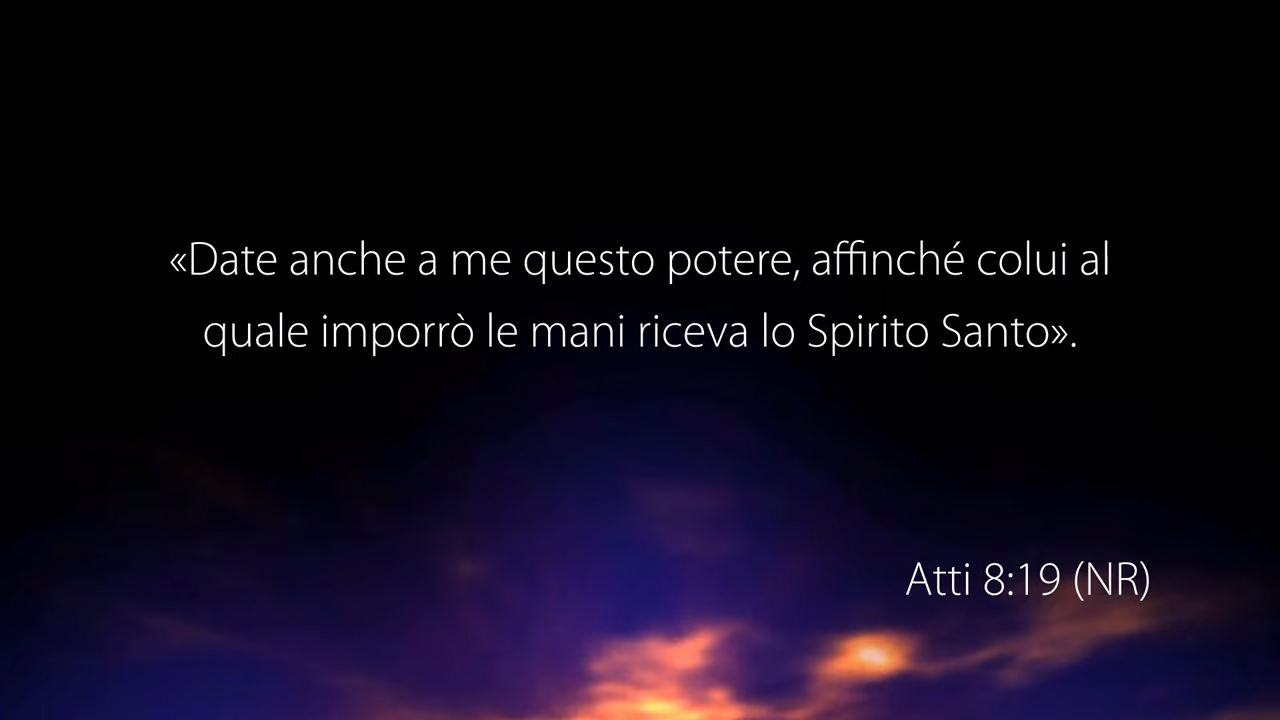 «Date anche a me questo potere, affinché colui al
quale imporrò le mani riceva lo Spirito Santo».
Atti 8:19 (NR)